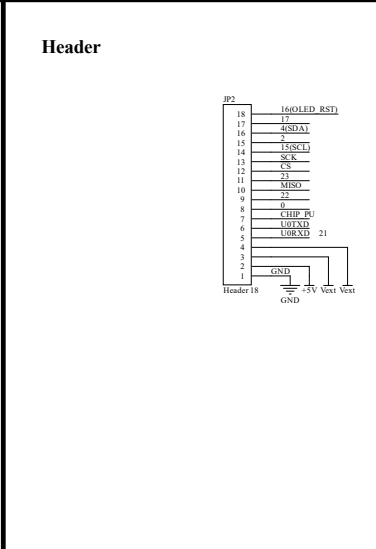 Header
JP2
18 16(OLED_RST)
17 17
16 4(SDA)
15 2
14 15(SCL)
13 SCK
12 CS
11 23
10 MISO
9 22
8 0
7 CHIP_PU
6 U0TXD
5 U0RXD 21
4
3
2
1 GND
Header 18
+5V Vext Vext
GND